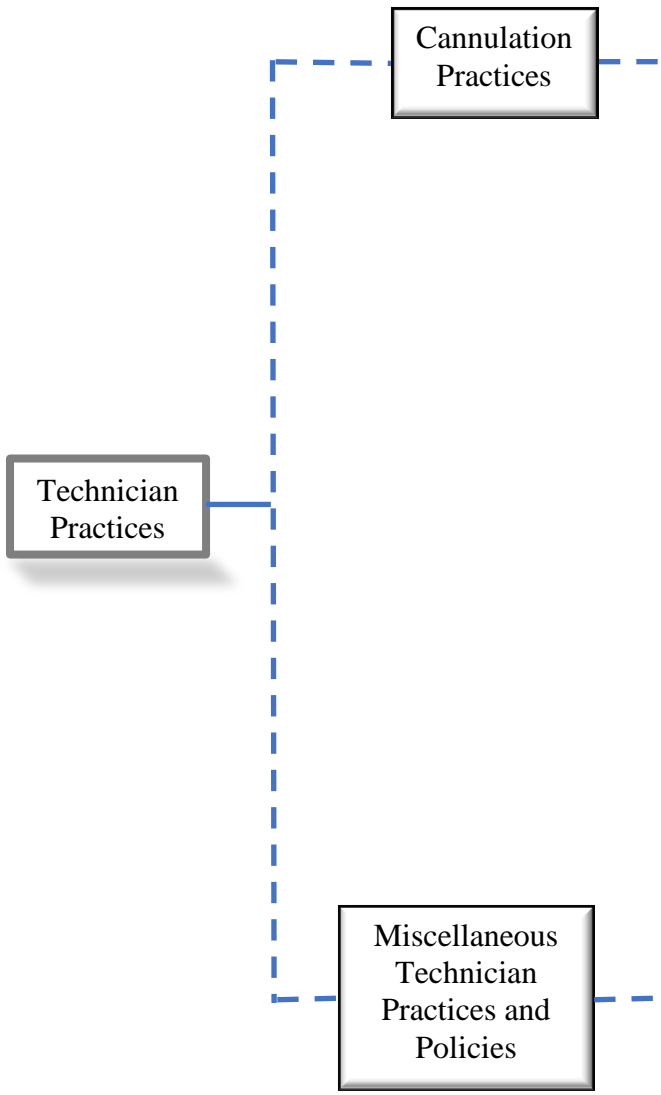 Cannulation
Practices
Technician
Practices
Miscellaneous
Technician
Practices and
Policies